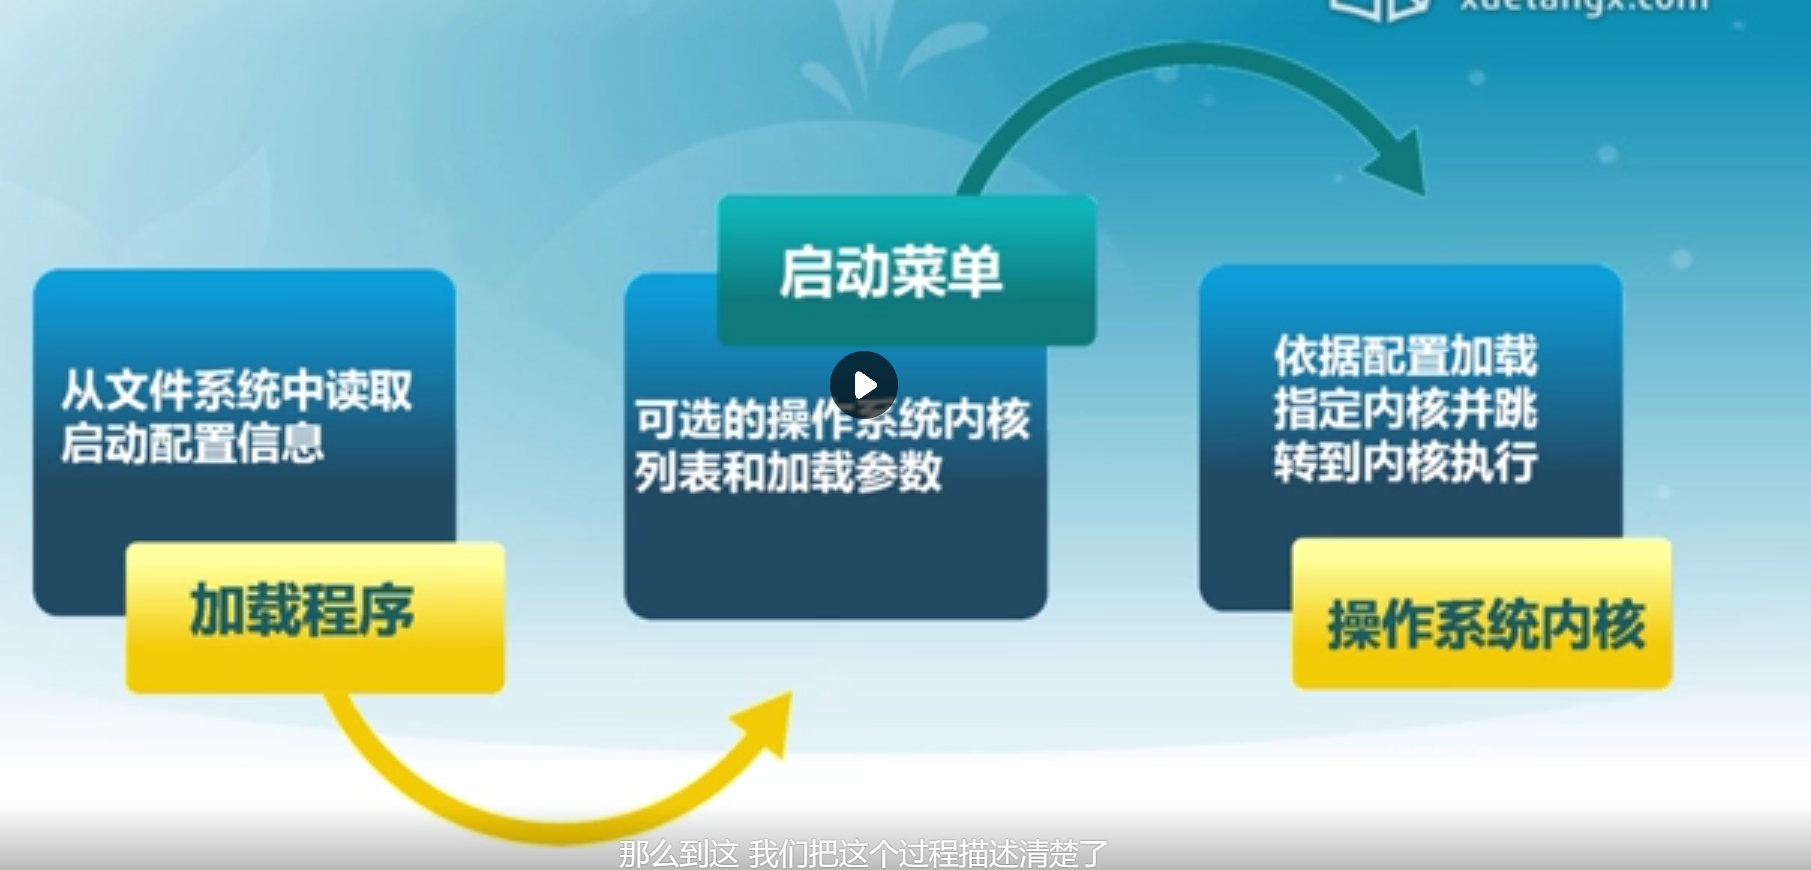 xuetangx.com
从文件系统中读取
启动配置信息
加载程序
启动菜单
可选的操作系统内核
列表和加载参数
依据配置加载
指定内核并跳
转到内核执行
操作系统内核
那么到这 我们把这个过程描述清楚了